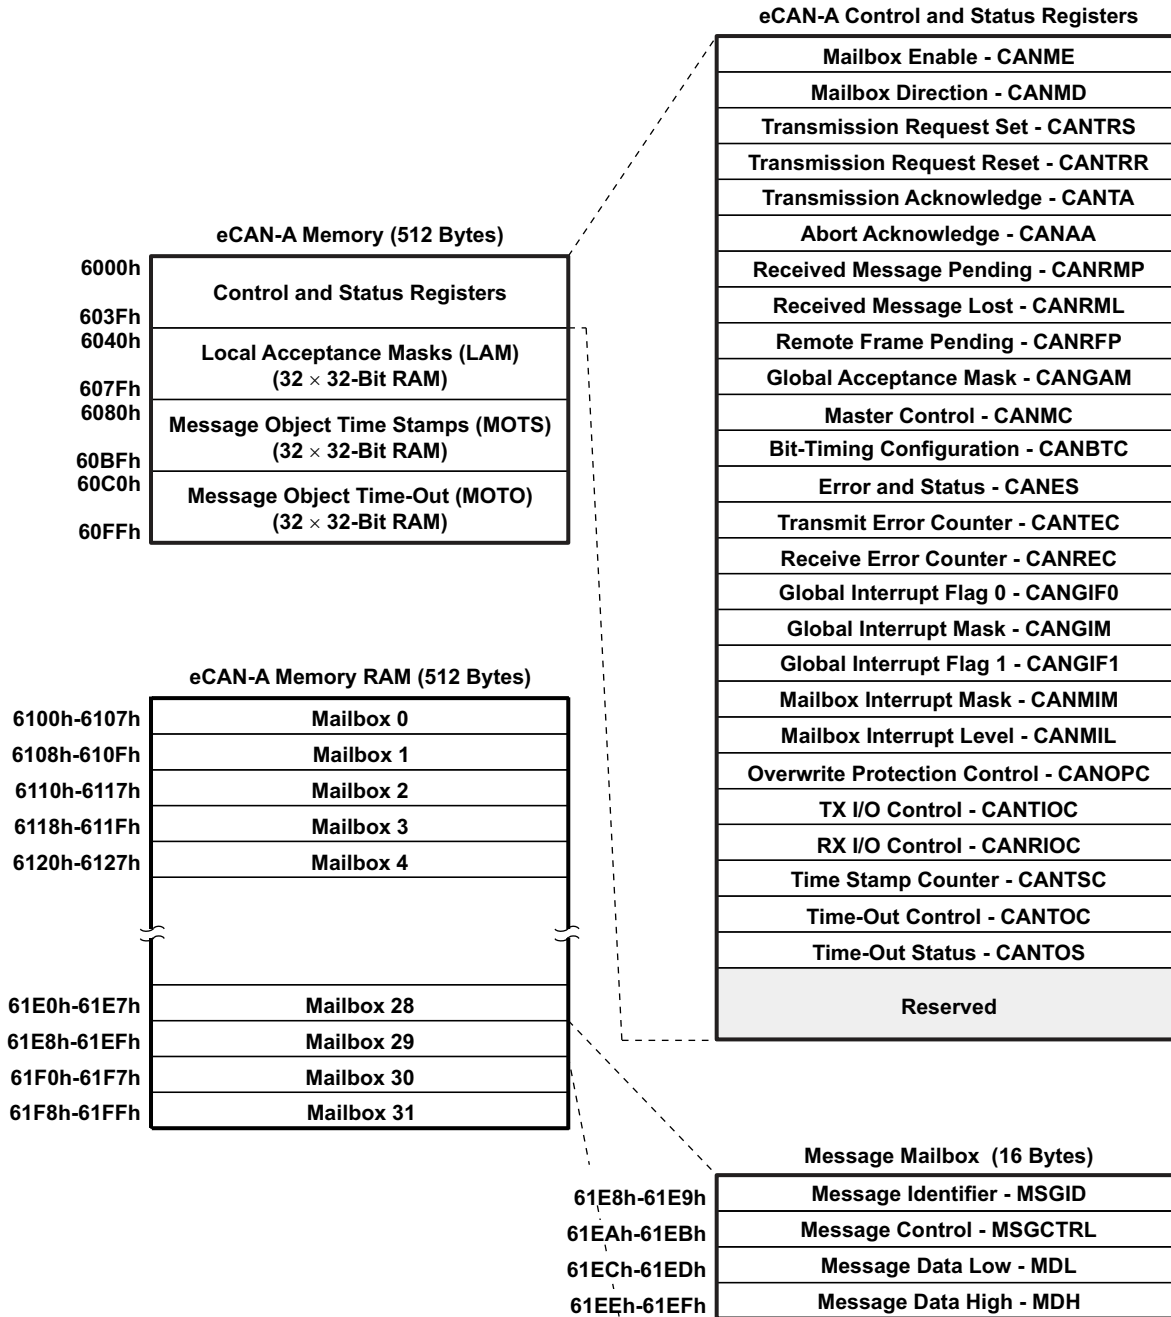 eCAN-A Control and Status Registers
Mailbox Enable - CANME
Mailbox Direction - CANMD
Transmission Request Set - CANTRS
Transmission Request Reset - CANTRR
Transmission Acknowledge - CANTA
Abort Acknowledge - CANAA
Received Message Pending - CANRMP
Received Message Lost - CANRML
Remote Frame Pending - CANRFP
Global Acceptance Mask - CANGAM
Master Control - CANMC
Bit-Timing Configuration - CANBTC
Error and Status - CANES
Transmit Error Counter - CANTEC
Receive Error Counter - CANREC
Global Interrupt Flag 0 - CANGIF0
Global Interrupt Mask - CANGIM
Global Interrupt Flag 1 - CANGIF1
Mailbox Interrupt Mask - CANMIM
Mailbox Interrupt Level - CANMIL
Overwrite Protection Control - CANOPC
TX I/O Control - CANTIOC
RX I/O Control - CANRIOC
Time Stamp Counter - CANTSC
Time-Out Control - CANTOC
Time-Out Status - CANTOS
Reserved
eCAN-A Memory (512 Bytes)
6000h
Control and Status Registers
603Fh
6040h
Local Acceptance Masks (LAM)
(32 × 32-Bit RAM)
607Fh
6080h
Message Object Time Stamps (MOTS)
(32 × 32-Bit RAM)
60BFh
60C0h
Message Object Time-Out (MOTO)
(32 × 32-Bit RAM)
60FFh
eCAN-A Memory RAM (512 Bytes)
6100h-6107h Mailbox 0
6108h-610Fh Mailbox 1
6110h-6117h Mailbox 2
6118h-611Fh Mailbox 3
6120h-6127h Mailbox 4
61E0h-61E7h Mailbox 28
61E8h-61EFh Mailbox 29
61F0h-61F7h Mailbox 30
61F8h-61FFh Mailbox 31
Message Mailbox (16 Bytes)
61E8h-61E9h Message Identifier - MSGID
61EAh-61EBh Message Control - MSGCTRL
61ECh-61EDh Message Data Low - MDL
61EEh-61EFh Message Data High - MDH